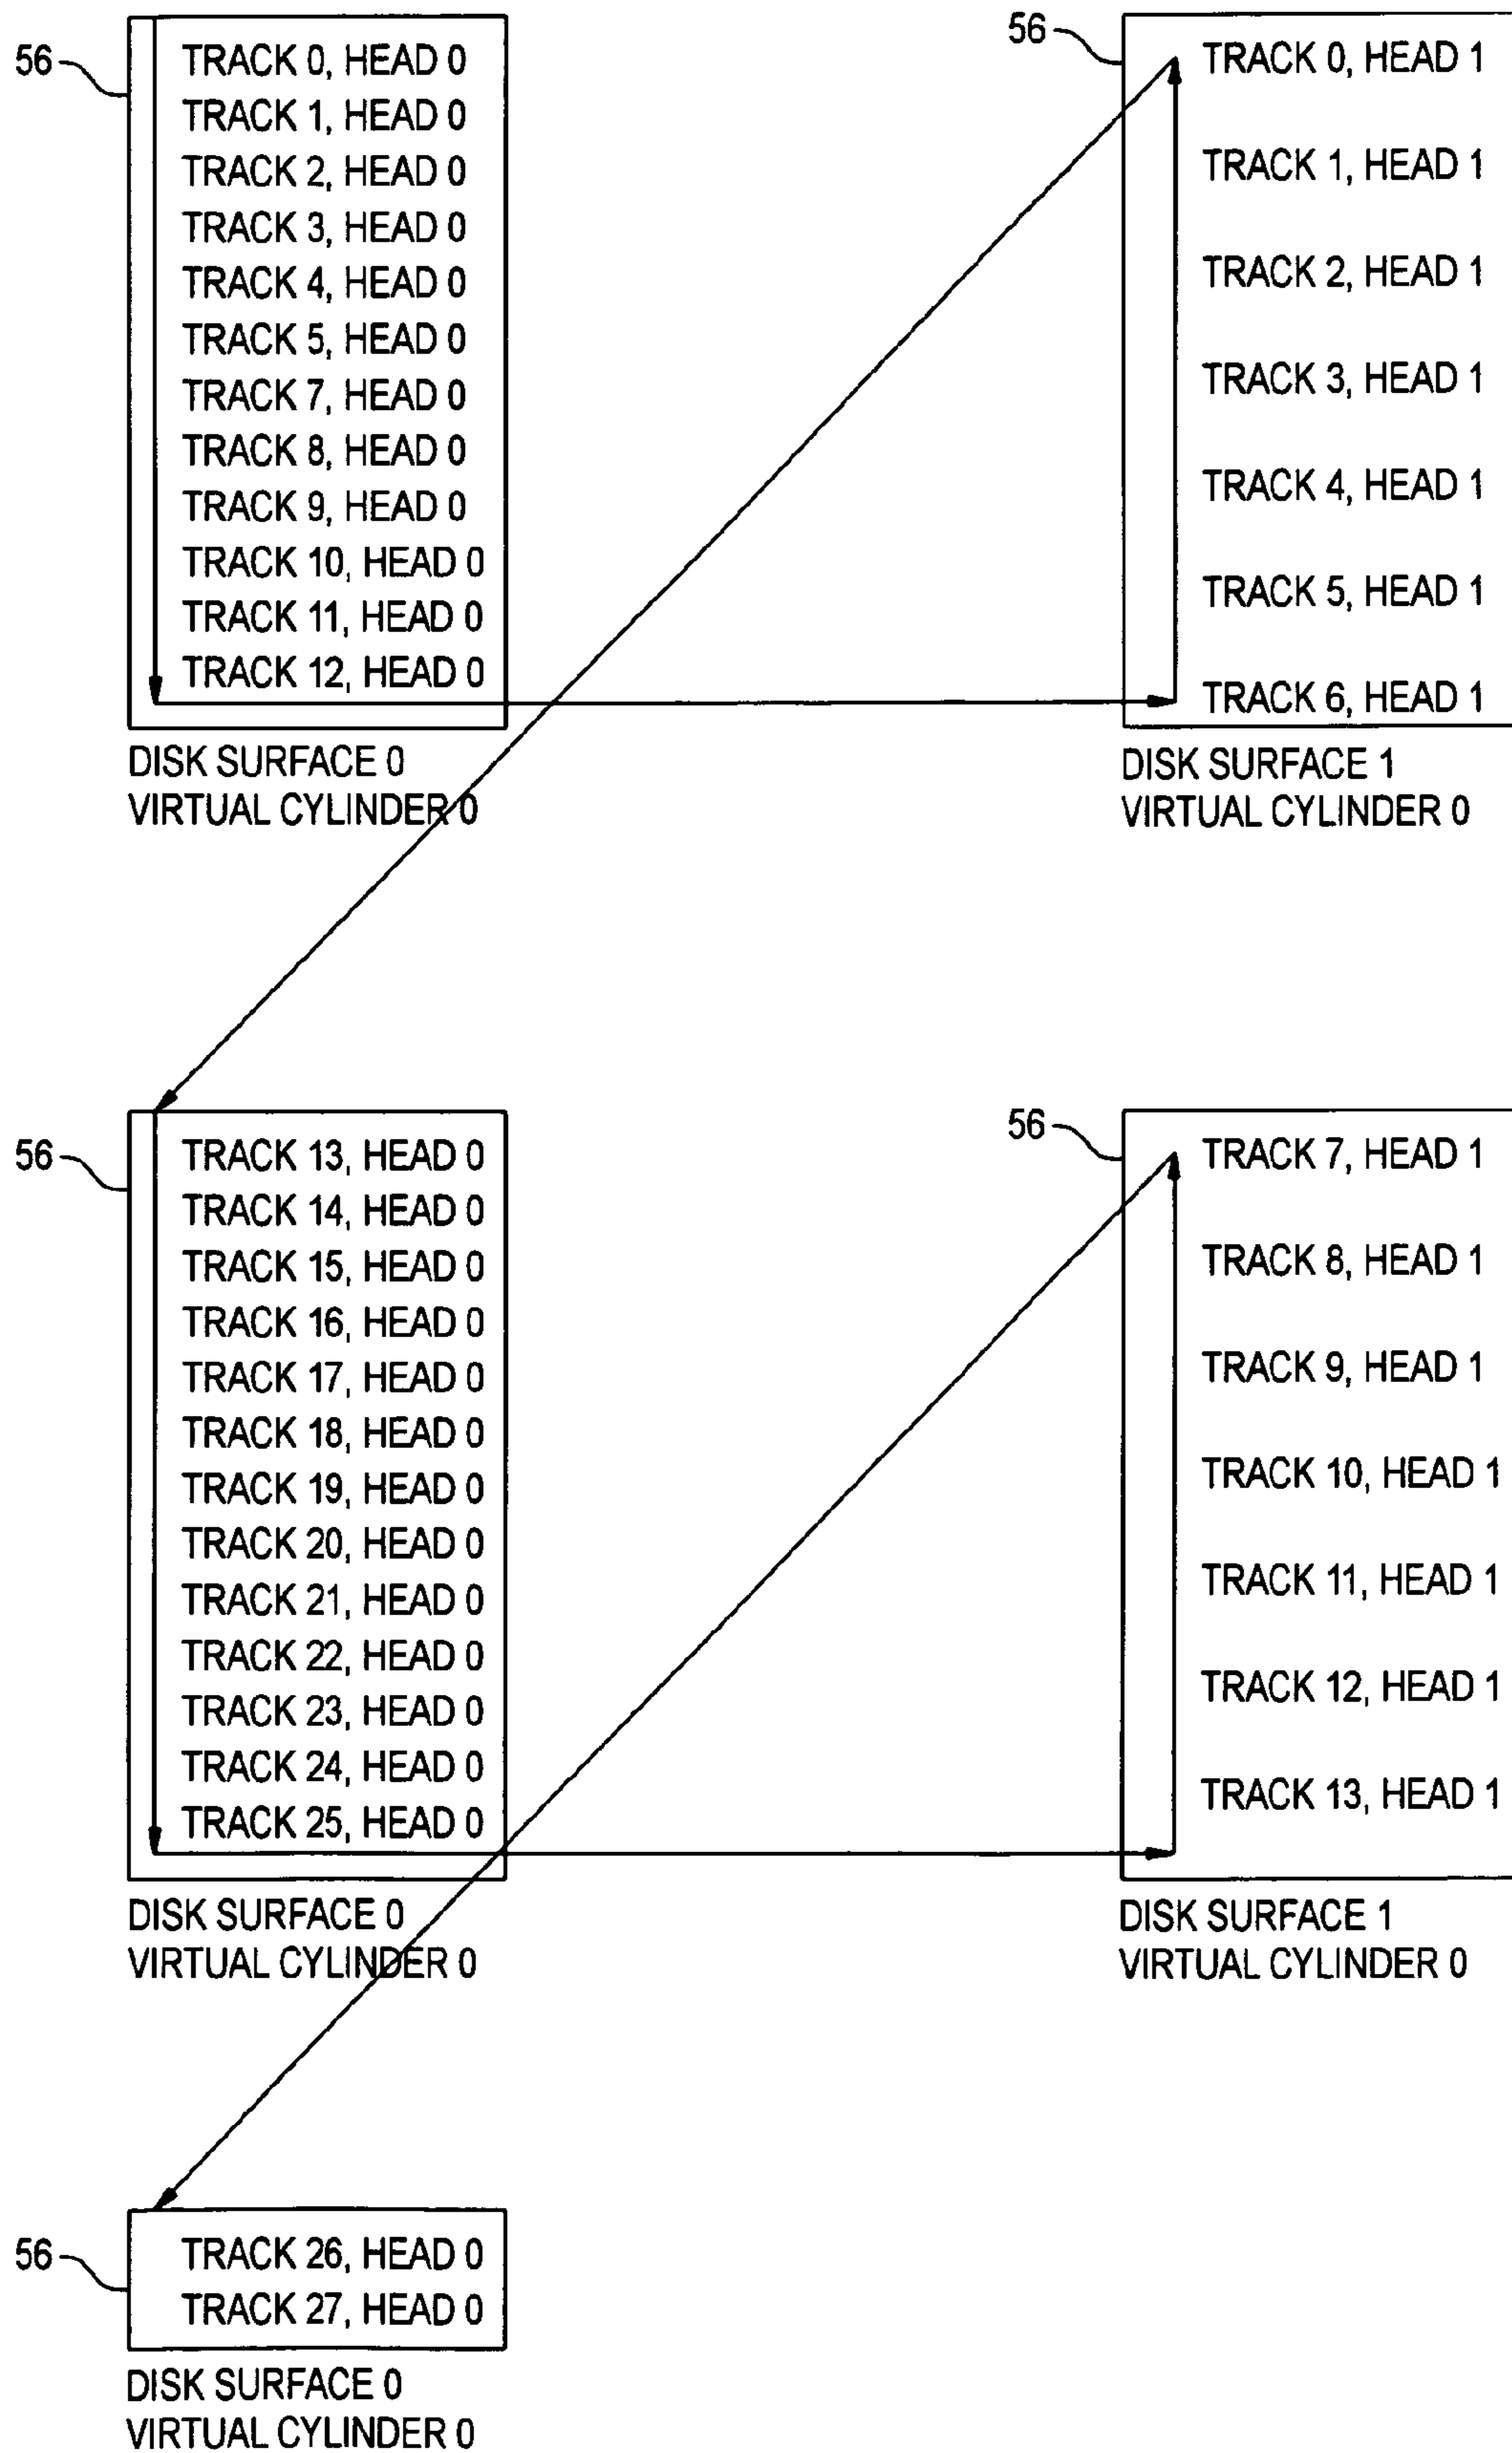 56
TRACK 0, HEAD 0
TRACK 1, HEAD 0
TRACK 2, HEAD 0
TRACK 3, HEAD 0
TRACK 4, HEAD 0
TRACK 5, HEAD 0
TRACK 7, HEAD 0
TRACK 8, HEAD 0
TRACK 9, HEAD 0
TRACK 10, HEAD 0
TRACK 11, HEAD 0
TRACK 12, HEAD 0
DISK SURFACE 0
VIRTUAL CYLINDER 0
56
TRACK 0, HEAD 1
TRACK 1, HEAD 1
TRACK 2, HEAD 1
TRACK 3, HEAD 1
TRACK 4, HEAD 1
TRACK 5, HEAD 1
TRACK 6, HEAD 1
DISK SURFACE 1
VIRTUAL CYLINDER 0
56
TRACK 13, HEAD 0
TRACK 14, HEAD 0
TRACK 15, HEAD 0
TRACK 16, HEAD 0
TRACK 17, HEAD 0
TRACK 18, HEAD 0
TRACK 19, HEAD 0
TRACK 20, HEAD 0
TRACK 21, HEAD 0
TRACK 22, HEAD 0
TRACK 23, HEAD 0
TRACK 24, HEAD 0
TRACK 25, HEAD 0
DISK SURFACE 0
VIRTUAL CYLINDER 0
56
TRACK 7, HEAD 1
TRACK 8, HEAD 1
TRACK 9, HEAD 1
TRACK 10, HEAD 1
TRACK 11, HEAD 1
TRACK 12, HEAD 1
TRACK 13, HEAD 1
DISK SURFACE 1
VIRTUAL CYLINDER 0
56
TRACK 26, HEAD 0
TRACK 27, HEAD 0
DISK SURFACE 0
VIRTUAL CYLINDER 0